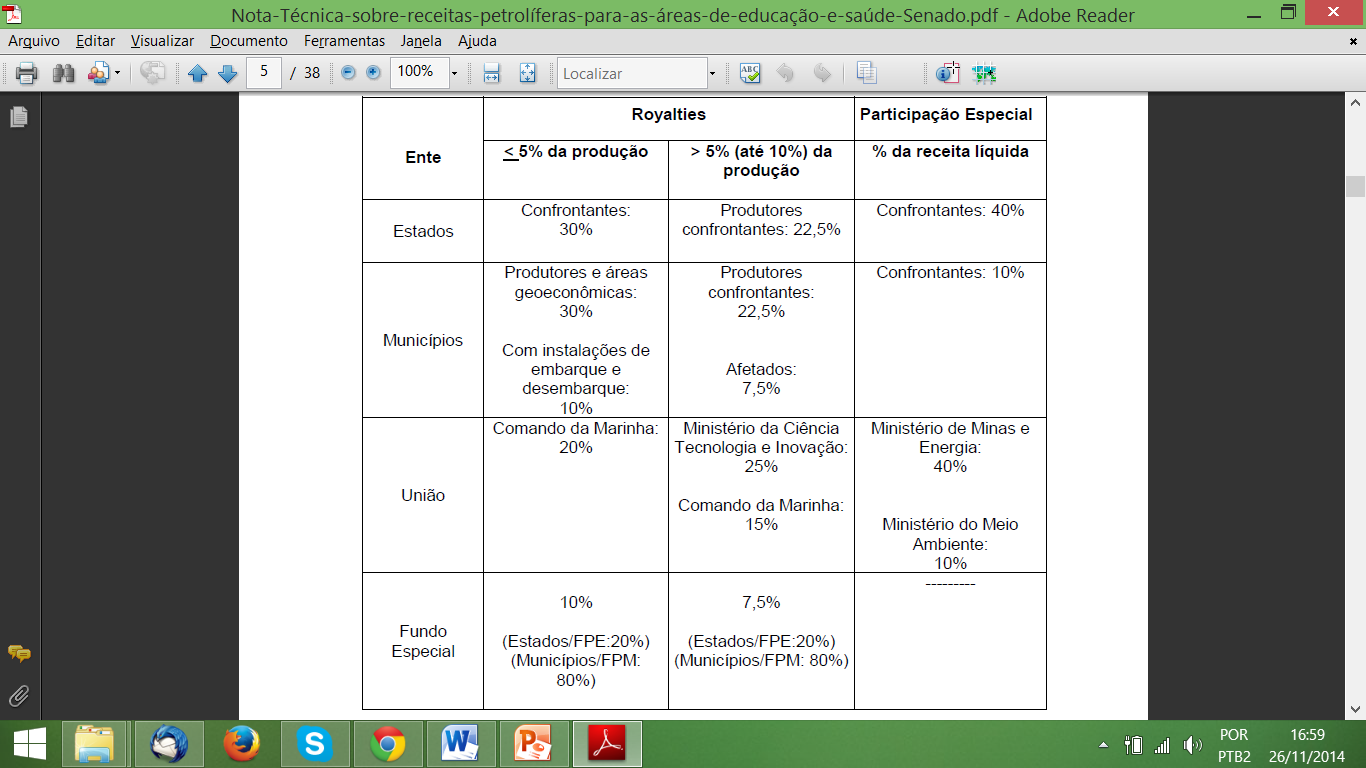 Nota-Técnica-sobre-receitas-petrolíferas-para-as-áreas-de-educação-e-saúde-Senado.pdf - Adobe Reader
Arquivo Editar Visualizar Documento Ferramentas Janela Ajuda
5 / 38 100% Localizar
Royalties
Participação Especial
Ente
< 5% da produção
> 5% (até 10%) da
produção
% da receita líquida
Estados
Confrontantes:
30%
Produtores
confrontantes: 22,5%
Confrontantes: 40%
Municípios
Produtores e áreas
geoeconômicas:
30%
Com instalações de
embarque e
desembarque:
10%
Produtores
confrontantes:
22,5%
Afetados:
7,5%
Confrontantes: 10%
União
Comando da Marinha:
20%
Ministério da Ciência
Tecnologia e Inovação:
25%
Comando da Marinha:
15%
Ministério de Minas e
Energia:
40%
Ministério do Meio
Ambiente:
10%
Fundo
Especial
10%
(Estados/FPE:20%)
(Municípios/FPM:
80%)
7,5%
(Estados/FPE:20%)
(Municípios/FPM: 80%)
---------
POR
PTB2
16:59
26/11/2014